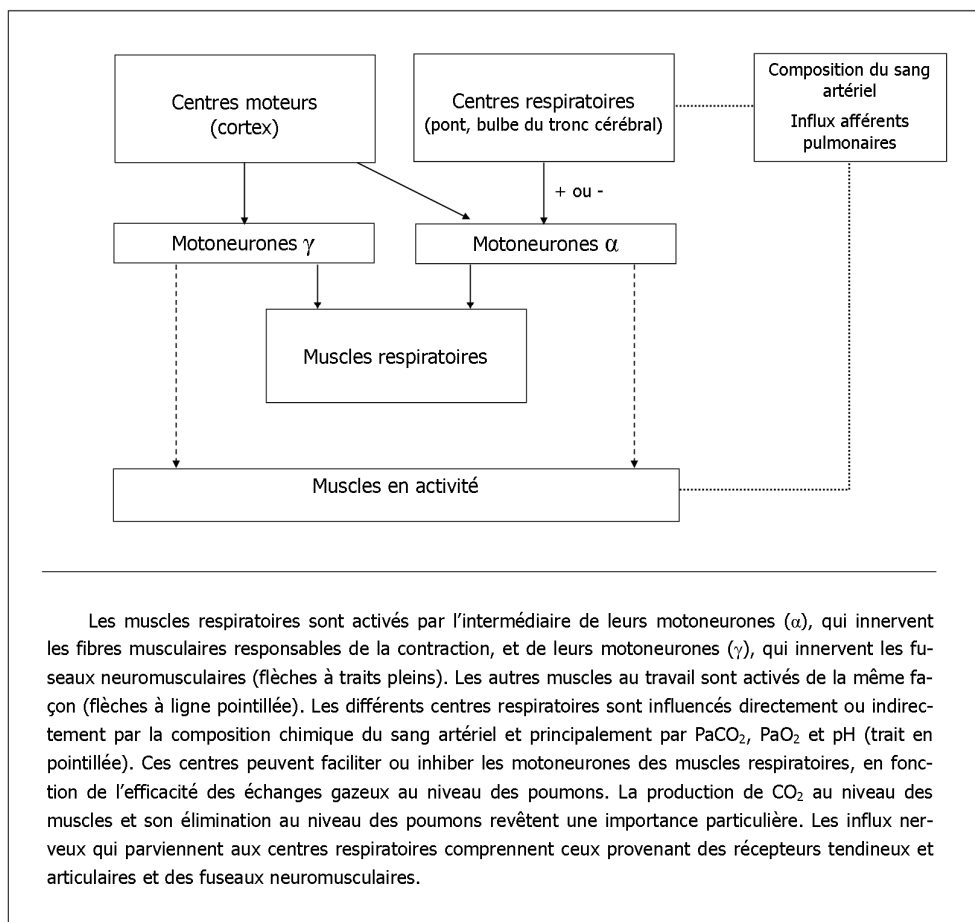 Centres moteurs
(cortex)
Centres respiratoires
(pont, bulbe du tronc cérébral)
Composition du sang
artériel
Influx afférents
pulmonaires
+ ou -
Motoneurones γ
Motoneurones α
Muscles respiratoires
Muscles en activité
Les muscles respiratoires sont activés par l’intermédiaire de leurs motoneurones (α), qui innervent
les fibres musculaires responsables de la contraction, et de leurs motoneurones (γ), qui innervent les fu-
seaux neuromusculaires (flèches à traits pleins). Les autres muscles au travail sont activés de la même fa-
çon (flèches à ligne pointillée). Les différents centres respiratoires sont influencés directement ou indirec-
tement par la composition chimique du sang artériel et principalement par PaCO₂, PaO₂ et pH (trait en
pointillée). Ces centres peuvent faciliter ou inhiber les motoneurones des muscles respiratoires, en fonc-
tion de l’efficacité des échanges gazeux au niveau des poumons. La production de CO₂ au niveau des
muscles et son élimination au niveau des poumons revêtent une importance particulière. Les influx ner-
veux qui parviennent aux centres respiratoires comprennent ceux provenant des récepteurs tendineux et
articulaires et des fuseaux neuromusculaires.